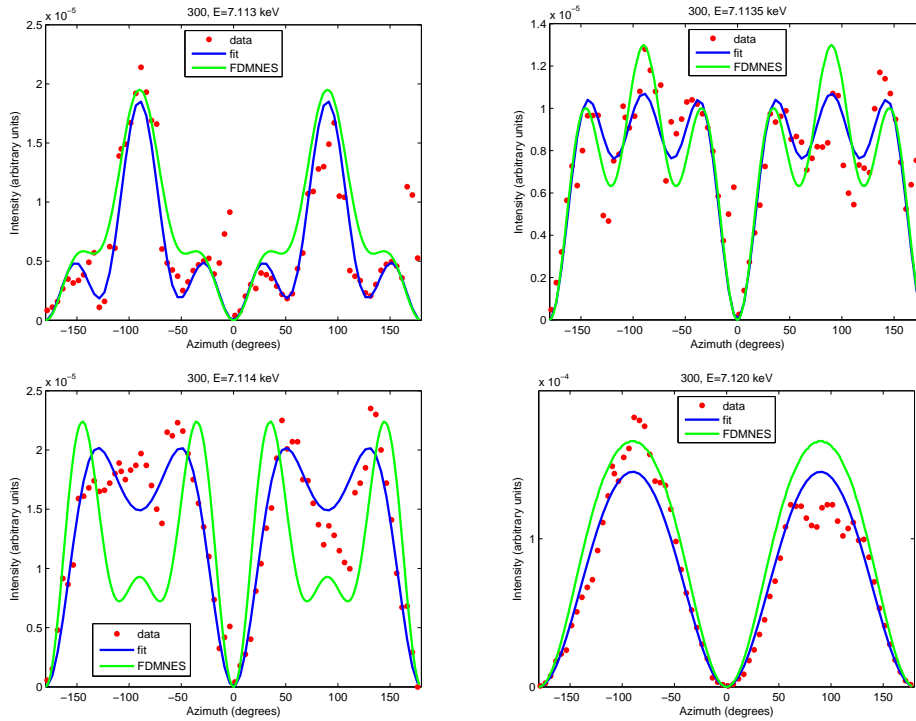 300, E=7.113 keV
x 10⁻⁵
2.5
2
1.5
1
0.5
0
Intensity (arbitrary units)
data
fit
FDMNES
−150 −100 −50 0 50 100 150
Azimuth (degrees)
300, E=7.1135 keV
x 10⁻⁵
1.4
1.2
1
0.8
0.6
0.4
0.2
0
Intensity (arbitrary units)
data
fit
FDMNES
−150 −100 −50 0 50 100 150
Azimuth (degrees)
300, E=7.114 keV
x 10⁻⁵
2.5
2
1.5
1
0.5
0
Intensity (arbitrary units)
data
fit
FDMNES
−150 −100 −50 0 50 100 150
Azimuth (degrees)
300, E=7.120 keV
x 10⁻⁴
1
0
Intensity (arbitrary units)
data
fit
FDMNES
−150 −100 −50 0 50 100 150
Azimuth (degrees)